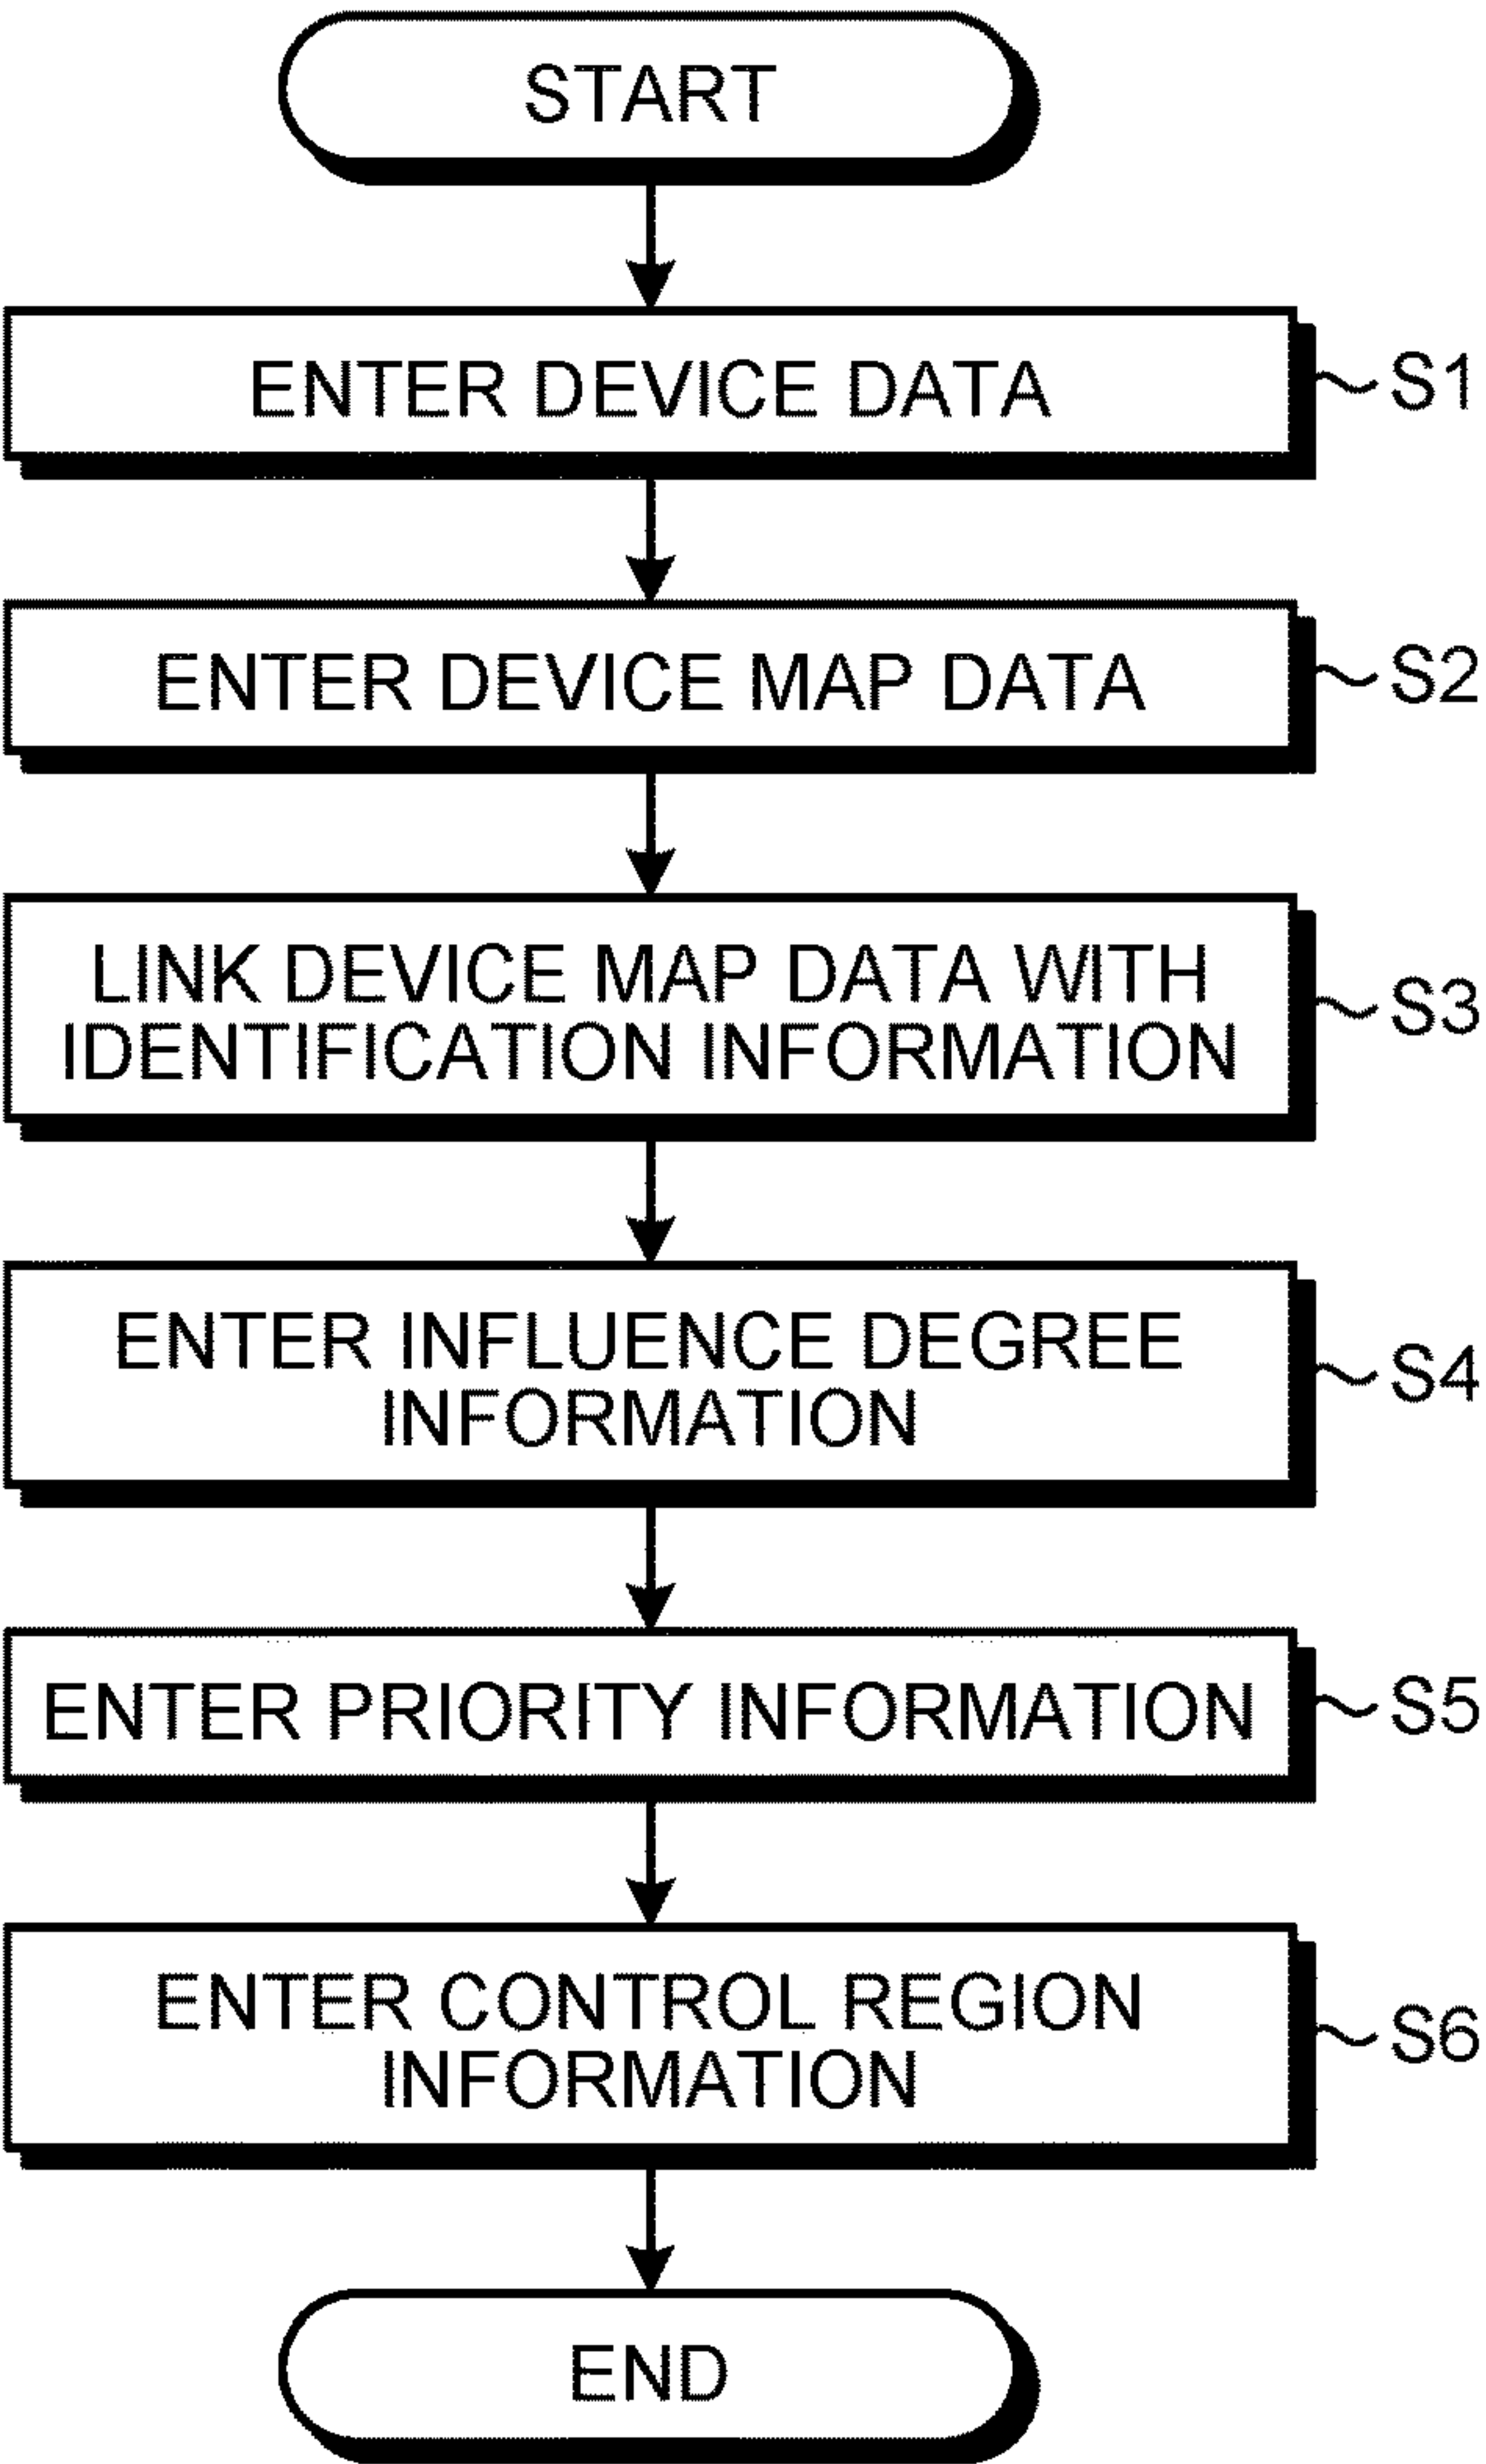 START
ENTER DEVICE DATA
S1
ENTER DEVICE MAP DATA
S2
LINK DEVICE MAP DATA WITH
IDENTIFICATION INFORMATION
S3
ENTER INFLUENCE DEGREE
INFORMATION
S4
ENTER PRIORITY INFORMATION
S5
ENTER CONTROL REGION
INFORMATION
S6
END